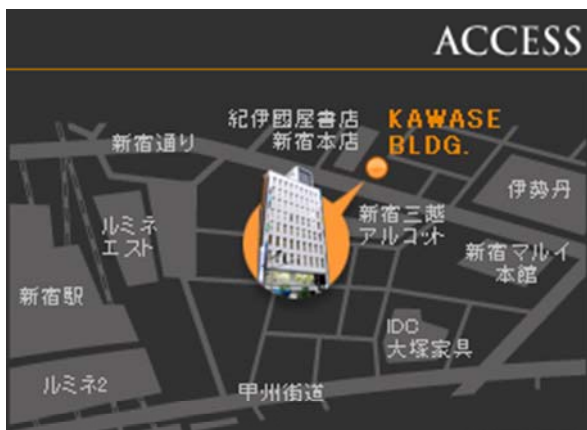 ACCESS
紀伊國屋書店
新宿本店
KAWASE
BLDG.
新宿通り
伊勢丹
ルミネ
エスト
新宿三越
アルコット
新宿マルイ
本館
新宿駅
IDC
大塚家具
ルミネ2
甲州街道